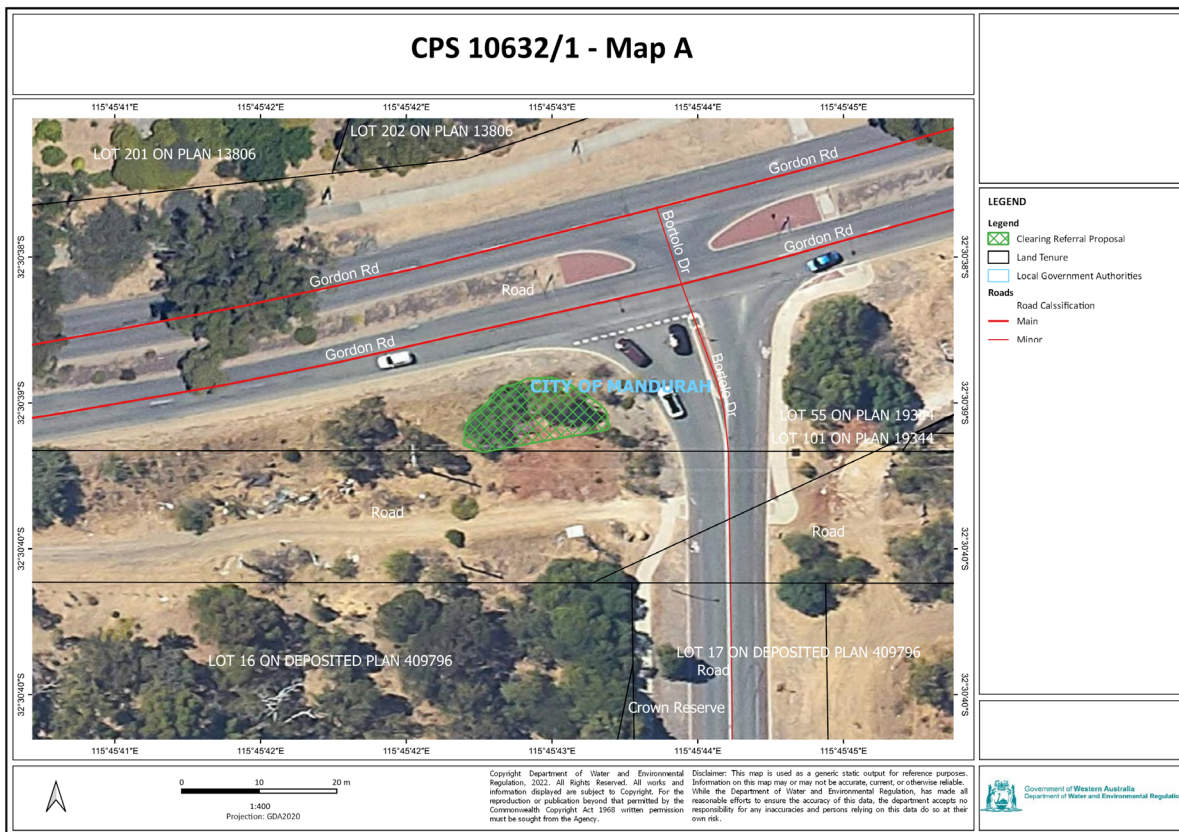 CPS 10632/1 - Map A
115°45'41"E 115°45'42"E 115°45'42"E 115°45'43"E 115°45'44"E 115°45'45"E
LOT 202 ON PLAN 13806
LOT 201 ON PLAN 13806
Gordon Rd
Bortolo Dr
Gordon Rd
32°30'38"S
32°30'38"S
Gordon Rd
Road
Gordon Rd
Bortolo Dr
CITY OF MANDURAH
32°30'39"S
32°30'39"S
LOT 55 ON PLAN 19344
LOT 101 ON PLAN 19344
Road
Road
32°30'40"S
32°30'40"S
LOT 16 ON DEPOSITED PLAN 409796
LOT 17 ON DEPOSITED PLAN 409796
Road
Crown Reserve
32°30'40"S
32°30'40"S
115°45'41"E 115°45'42"E 115°45'42"E 115°45'43"E 115°45'44"E 115°45'45"E
LEGEND
Legend
Clearing Referral Proposal
Land Tenure
Local Government Authorities
Roads
Road Calssification
Main
Minor
0 10 20 m
1:400
Projection: GDA2020
Copyright Department of Water and Environmental
Regulation, 2022. All Rights Reserved. All works and
information displayed are subject to Copyright. For the
reproduction or publication beyond that permitted by the
Commonwealth Copyright Act 1968 written permission
must be sought from the Agency.
Disclaimer: This map is used as a generic static output for reference purposes.
Information on this map may or may not be accurate, current, or otherwise reliable.
While the Department of Water and Environmental Regulation, has made all
reasonable efforts to ensure the accuracy of this data, the department accepts no
responsibility for any inaccuracies and persons relying on this data do so at their
own risk.
Government of Western Australia
Department of Water and Environmental Regulation